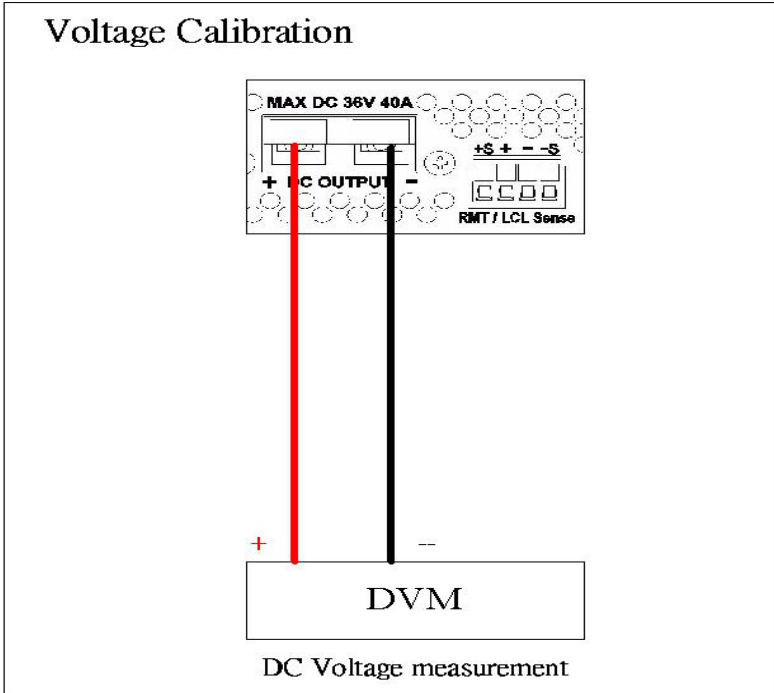 Voltage Calibration
MAX DC 36V 40A
+S + - -S
+ DC OUTPUT -
RMT / LCL Sense
+ --
DVM
DC Voltage measurement